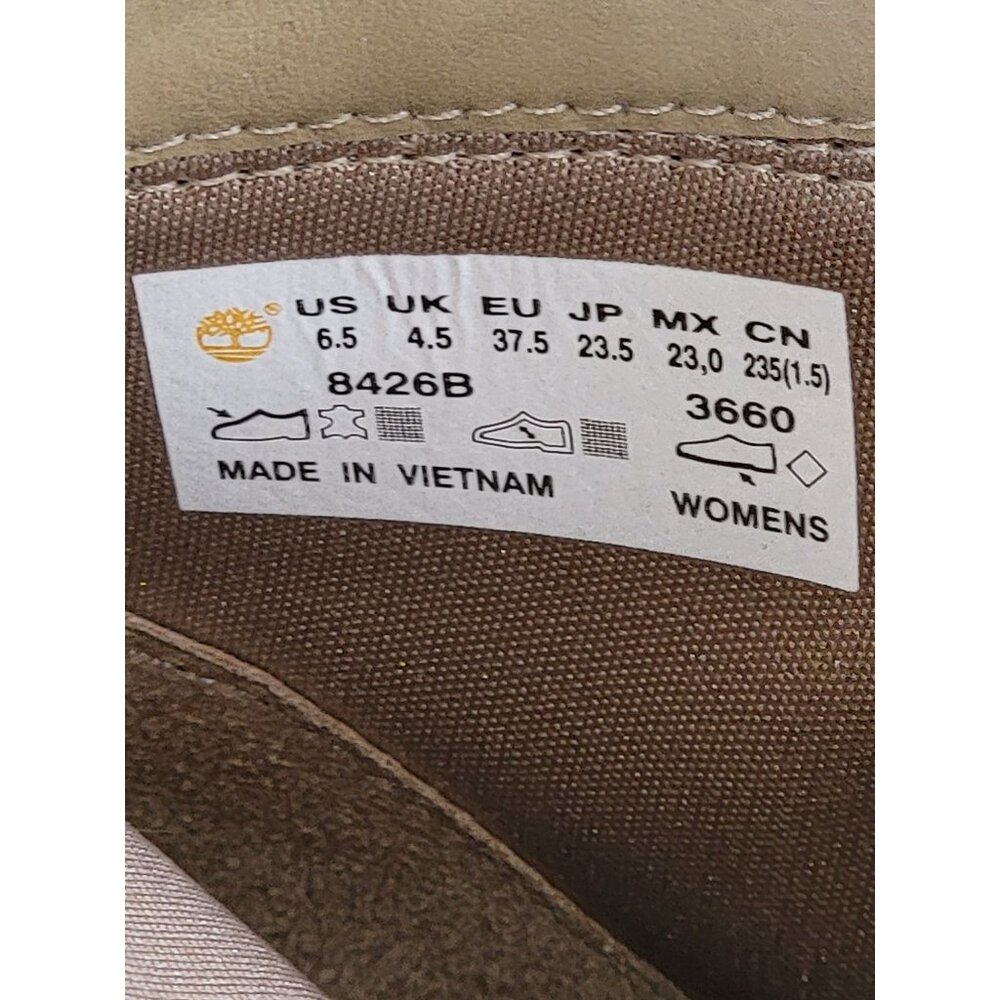 US UK EU JP MX CN
6.5 4.5 37.5 23.5 23,0 235(1.5)
8426B 3660
MADE IN VIETNAM WOMENS